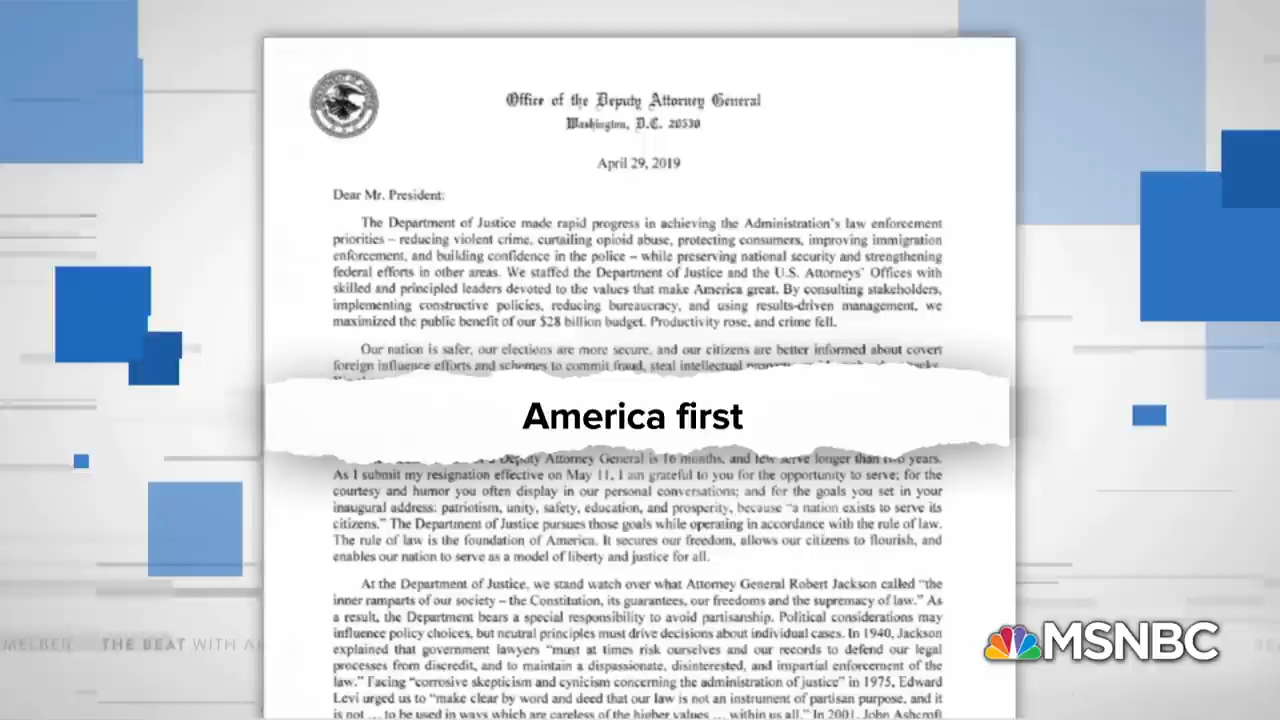 Office of the Deputy Attorney General
Washington, D.C. 20530
April 29, 2019
Dear Mr. President:
The Department of Justice made rapid progress in achieving the Administration's law enforcement
priorities – reducing violent crime, curtailing opioid abuse, protecting consumers, improving immigration
enforcement, and building confidence in the police – while preserving national security and strengthening
federal efforts in other areas. We staffed the Department of Justice and the U.S. Attorneys' Offices with
skilled and principled leaders devoted to the values that make America great. By consulting stakeholders,
implementing constructive policies, reducing bureaucracy, and using results-driven management, we
maximized the public benefit of our $28 billion budget. Productivity rose, and crime fell.
Our nation is safer, our elections are more secure, and our citizens are better informed about covert
foreign influence efforts and schemes to commit fraud, steal intellectual
America first
Deputy Attorney General is 16 months, and few serve longer than two years.
As I submit my resignation effective on May 11, I am grateful to you for the opportunity to serve; for the
courtesy and humor you often display in our personal conversations; and for the goals you set in your
inaugural address: patriotism, unity, safety, education, and prosperity, because “a nation exists to serve its
citizens.” The Department of Justice pursues those goals while operating in accordance with the rule of law.
The rule of law is the foundation of America. It secures our freedom, allows our citizens to flourish, and
enables our nation to serve as a model of liberty and justice for all.
At the Department of Justice, we stand watch over what Attorney General Robert Jackson called “the
inner ramparts of our society – the Constitution, its guarantees, our freedoms and the supremacy of law.” As
a result, the Department bears a special responsibility to avoid partisanship. Political considerations may
influence policy choices, but neutral principles must drive decisions about individual cases. In 1940, Jackson
explained that government lawyers “must at times risk ourselves and our records to defend our legal
processes from discredit, and to maintain a dispassionate, disinterested, and impartial enforcement of the
law.” Facing “corrosive skepticism and cynicism concerning the administration of justice” in 1975, Edward
Levi urged us to “make clear by word and deed that our law is not an instrument of partisan purpose, and it
is not ... to be used in ways which are careless of the higher values ... within us all.” In 2001, John Ashcroft
MELBER THE BEAT WITH
MSNBC